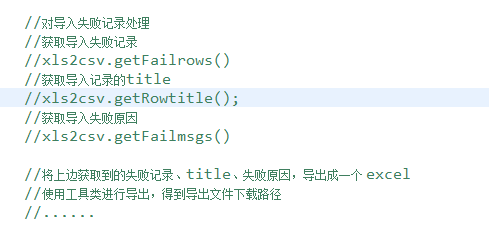 //对导入失败记录处理
//获取导入失败记录
//xls2csv.getFailrows()
//获取导入记录的title
//xls2csv.getRowtitle();
//获取导入失败原因
//xls2csv.getFailmsgs()
//将上边获取到的失败记录、title、失败原因，导出成一个 excel
//使用工具类进行导出，得到导出文件下载路径
//......